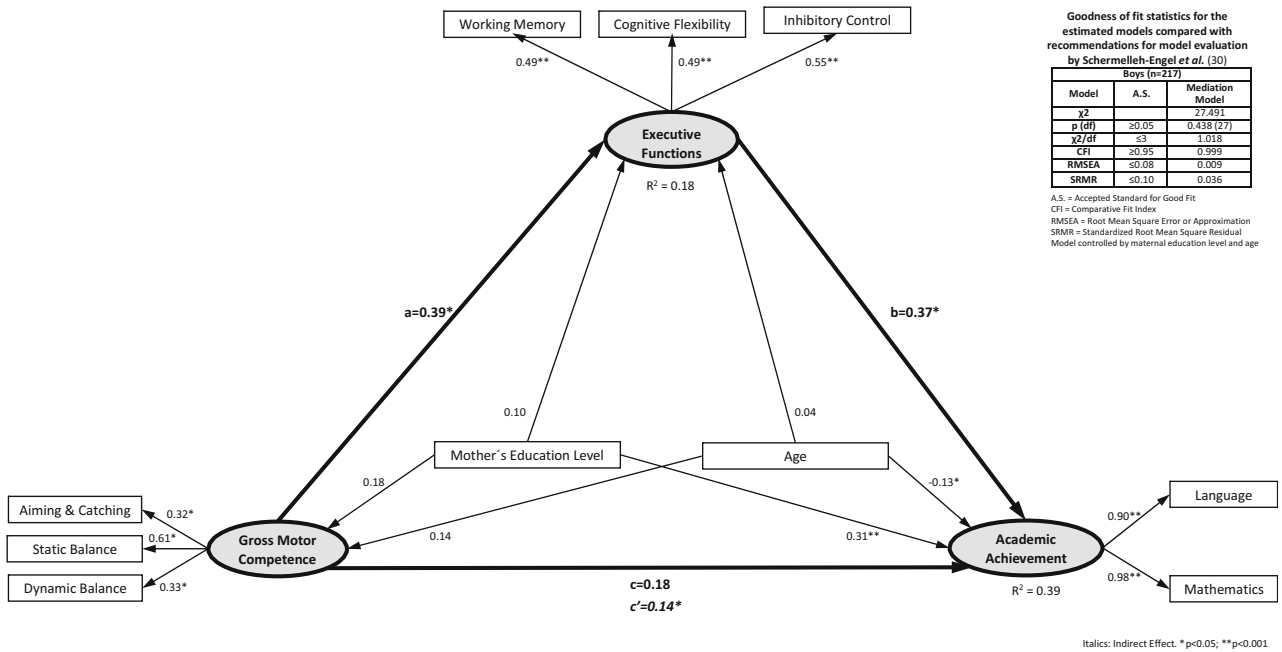 Working Memory
Cognitive Flexibility
Inhibitory Control
0.49**
0.49**
0.55**
Executive
Functions
R² = 0.18
Goodness of fit statistics for the
estimated models compared with
recommendations for model evaluation
by Schermelleh-Engel et al. (30)
Boys (n=217)
Model A.S. Mediation
Model
χ2 27.491
p (df) ≥0.05 0.438 (27)
χ2/df ≤3 1.018
CFI ≥0.95 0.999
RMSEA ≤0.08 0.009
SRMR ≤0.10 0.036
A.S. = Accepted Standard for Good Fit
CFI = Comparative Fit Index
RMSEA = Root Mean Square Error or Approximation
SRMR = Standardized Root Mean Square Residual
Model controlled by maternal education level and age
a=0.39*
b=0.37*
0.10
0.04
Mother´s Education Level
Age
0.18
-0.13*
0.14
0.31**
Aiming & Catching
Static Balance
Dynamic Balance
0.32*
0.61*
0.33*
Gross Motor
Competence
Academic
Achievement
R² = 0.39
Language
0.90**
0.98**
Mathematics
c=0.18
c’=0.14*
Italics: Indirect Effect. *p<0.05; **p<0.001